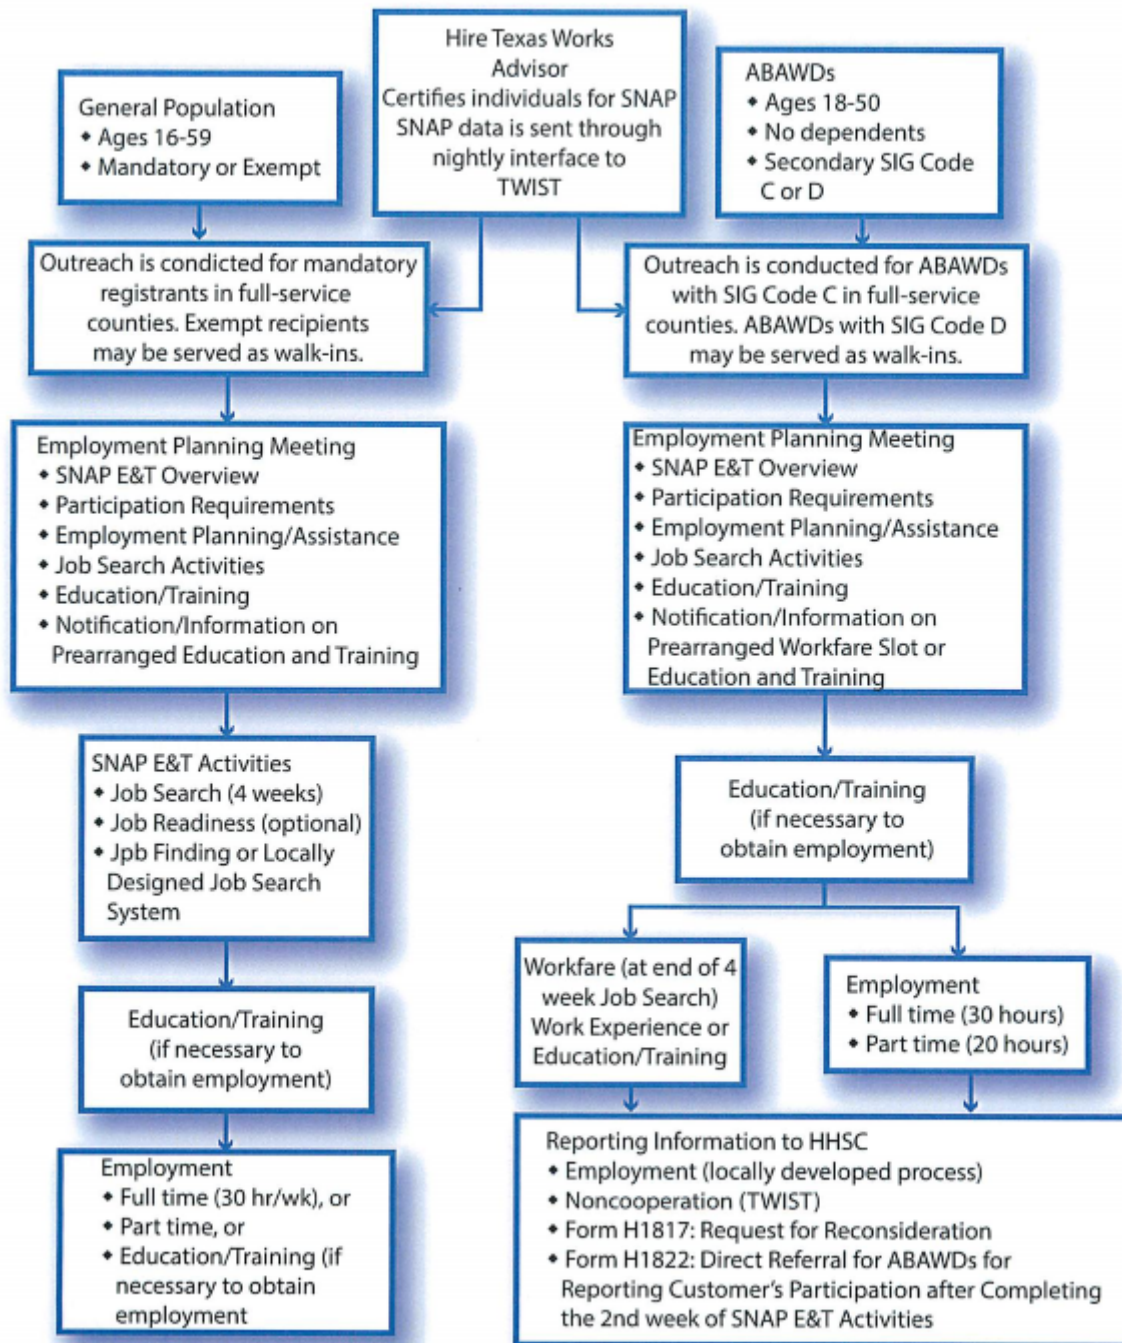 Hire Texas Works
Advisor
Certifies individuals for SNAP
SNAP data is sent through
nightly interface to
TWIST
General Population
◆ Ages 16-59
◆ Mandatory or Exempt
ABAWDs
◆ Ages 18-50
◆ No dependents
◆ Secondary SIG Code
C or D
Outreach is condicted for mandatory
registrants in full-service
counties. Exempt recipients
may be served as walk-ins.
Outreach is conducted for ABAWDs
with SIG Code C in full-service
counties. ABAWDs with SIG Code D
may be served as walk-ins.
Employment Planning Meeting
◆ SNAP E&T Overview
◆ Participation Requirements
◆ Employment Planning/Assistance
◆ Job Search Activities
◆ Education/Training
◆ Notification/Information on
Prearranged Education and Training
Employment Planning Meeting
◆ SNAP E&T Overview
◆ Participation Requirements
◆ Employment Planning/Assistance
◆ Job Search Activities
◆ Education/Training
◆ Notification/Information on
Prearranged Workfare Slot or
Education and Training
SNAP E&T Activities
◆ Job Search (4 weeks)
◆ Job Readiness (optional)
◆ Jpb Finding or Locally
Designed Job Search
System
Education/Training
(if necessary to
obtain employment)
Education/Training
(if necessary to
obtain employment)
Workfare (at end of 4
week Job Search)
Work Experience or
Education/Training
Employment
◆ Full time (30 hours)
◆ Part time (20 hours)
Employment
◆ Full time (30 hr/wk), or
◆ Part time, or
◆ Education/Training (if
necessary to obtain
employment
Reporting Information to HHSC
◆ Employment (locally developed process)
◆ Noncooperation (TWIST)
◆ Form H1817: Request for Reconsideration
◆ Form H1822: Direct Referral for ABAWDs for
Reporting Customer's Participation after Completing
the 2nd week of SNAP E&T Activities